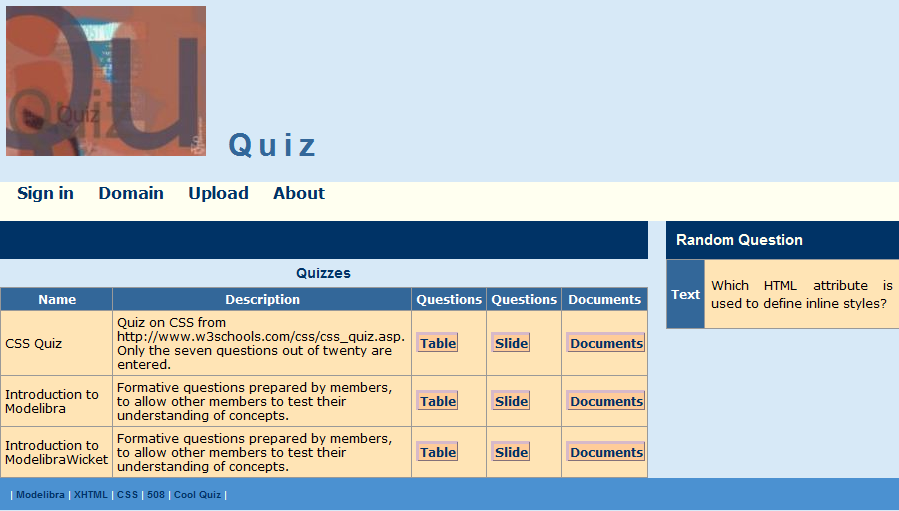 Qu
Quiz
Quiz
Quiz
Sign in Domain Upload About
Random Question
Quizzes
Name Description Questions Questions Documents
Text
Which HTML attribute is
used to define inline styles?
CSS Quiz
Quiz on CSS from
http://www.w3schools.com/css/css_quiz.asp.
Only the seven questions out of twenty are
entered.
Table Slide Documents
Introduction to
Modelibra
Formative questions prepared by members,
to allow other members to test their
understanding of concepts.
Table Slide Documents
Introduction to
ModelibraWicket
Formative questions prepared by members,
to allow other members to test their
understanding of concepts.
Table Slide Documents
| Modelibra | XHTML | CSS | 508 | Cool Quiz |